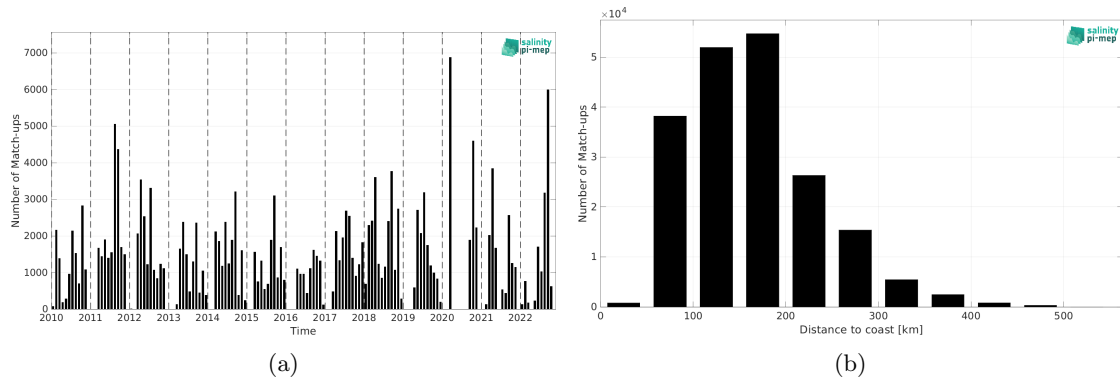 salinity
pi-mep
7000
6000
5000
4000
3000
2000
1000
0
Number of Match-ups
2010 2011 2012 2013 2014 2015 2016 2017 2018 2019 2020 2021 2022
Time
(a)
×10⁴
salinity
pi-mep
5
4
3
2
1
0
Number of Match-ups
0 100 200 300 400 500
Distance to coast [km]
(b)